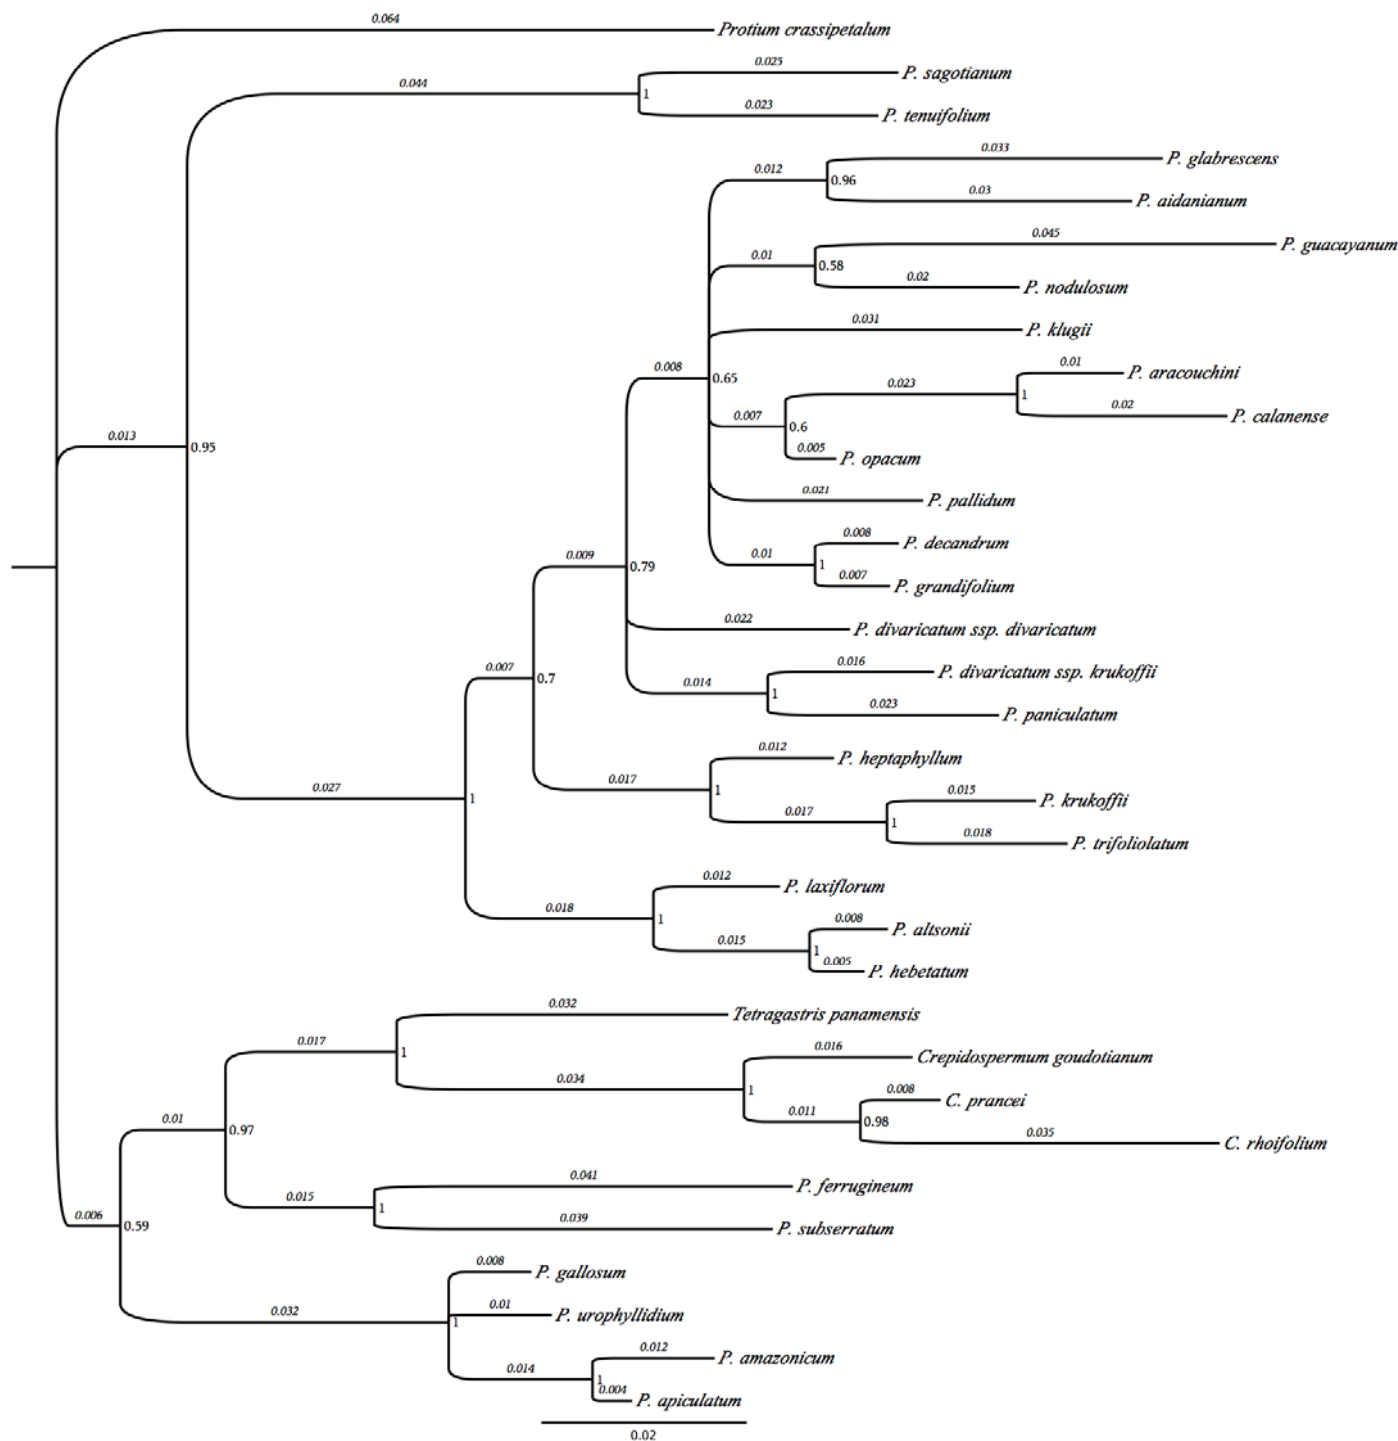 0.064
Protium crassipetalum
0.025
P. sagotianum
0.044
1
0.023
P. tenuifolium
0.033
P. glabrescens
0.012
0.96
0.03
P. aidanianum
0.045
P. guacayanum
0.01
0.58
0.02
P. nodulosum
0.031
P. klugii
0.008
0.65
0.01
P. aracouchini
0.023
1
0.02
P. calanense
0.007
0.6
0.005
P. opacum
0.013
0.95
0.021
P. pallidum
0.008
P. decandrum
0.01
1
0.007
P. grandifolium
0.009
0.79
0.022
P. divaricatum ssp. divaricatum
0.007
0.7
0.016
P. divaricatum ssp. krukoffii
0.014
1
0.023
P. paniculatum
0.012
P. heptaphyllum
0.017
1
0.027
1
0.015
P. krukoffii
0.017
1
0.018
P. trifoliolatum
0.012
P. laxiflorum
0.018
1
0.008
P. altsonii
0.015
1
0.005
P. hebetatum
0.032
Tetragastris panamensis
0.017
1
0.016
Crepidospermum goudotianum
0.034
1
0.008
C. prancei
0.011
0.98
0.01
0.97
0.035
C. rhoifolium
0.041
P. ferrugineum
0.015
1
0.006
0.59
0.039
P. subserratum
0.008
P. gallosum
0.032
1
0.01
P. urophyllidium
0.012
P. amazonicum
0.014
1
0.004
P. apiculatum
0.02